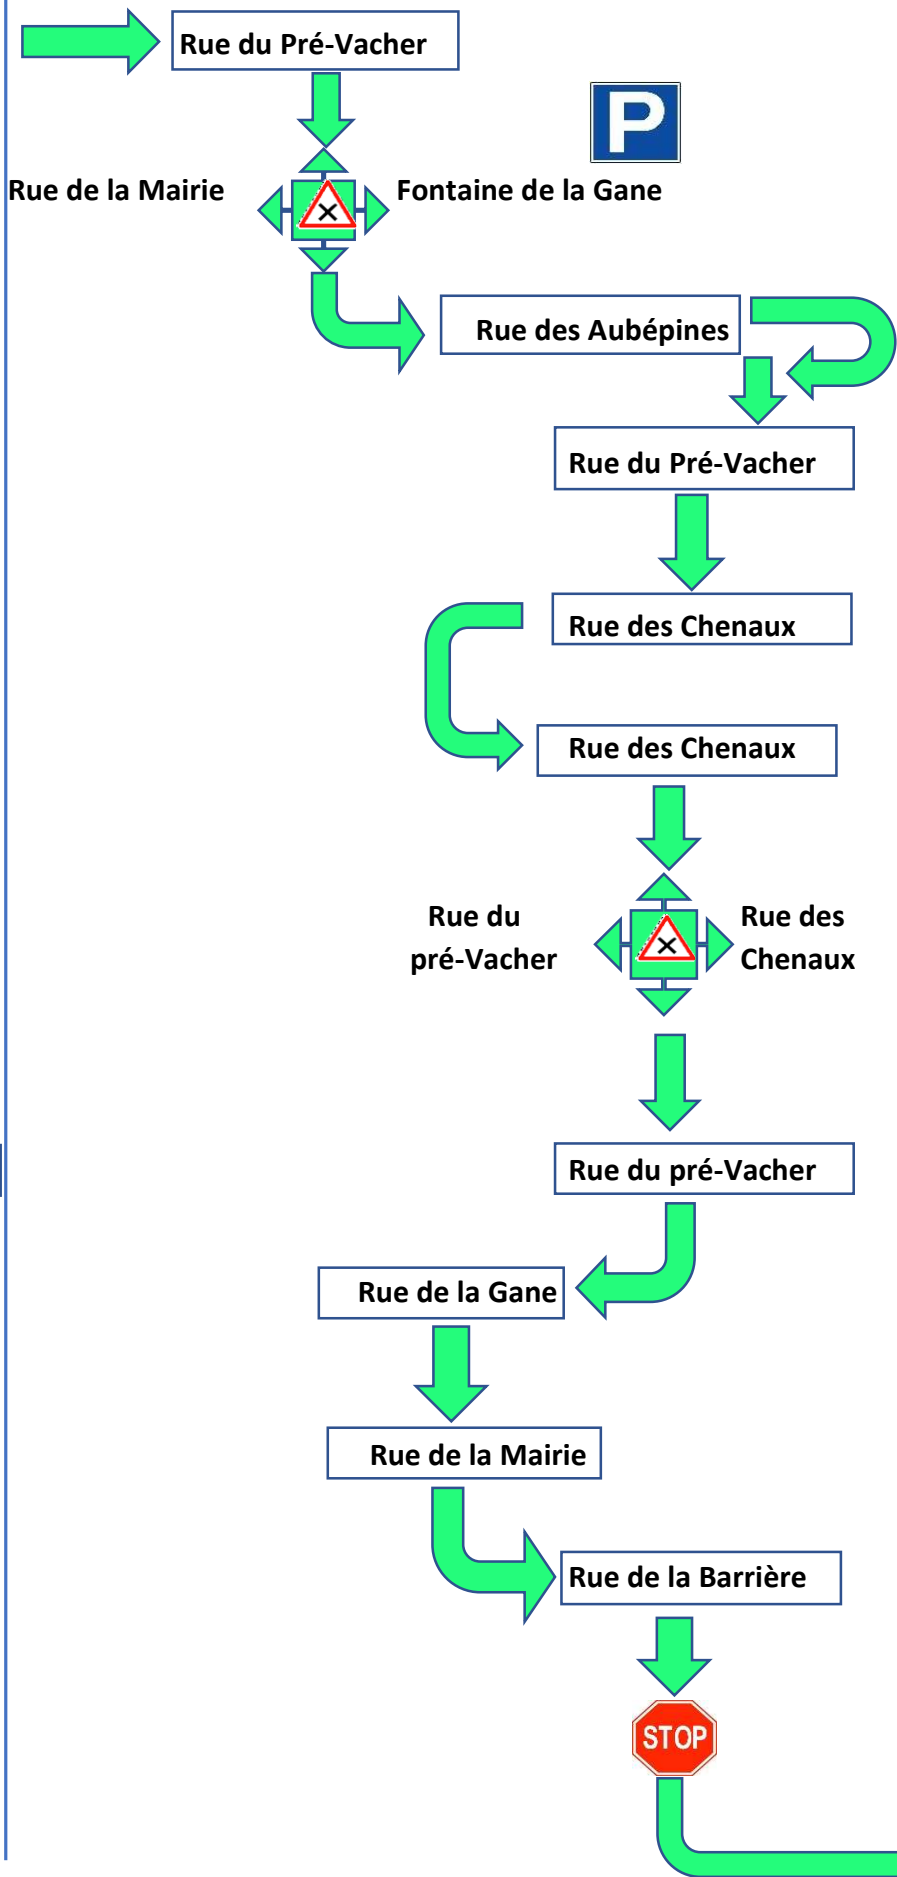 Rue du Pré-Vacher
P
Rue de la Mairie
Fontaine de la Gane
Rue des Aubépines
Rue du Pré-Vacher
Rue des Chenaux
Rue des Chenaux
Rue du
pré-Vacher
Rue des
Chenaux
Rue du pré-Vacher
Rue de la Gane
Rue de la Mairie
Rue de la Barrière
STOP